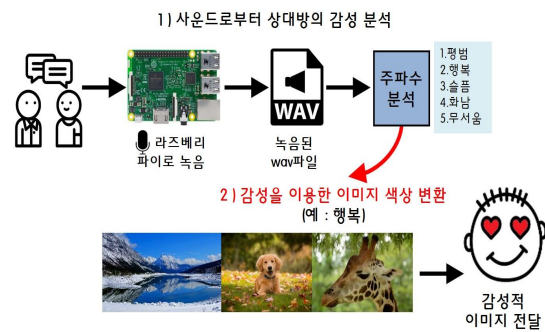 1) 사운드로부터 상대방의 감성 분석
라즈베리
파이로 녹음
WAV
녹음된
wav파일
주파수
분석
1.평범
2.행복
3.슬픔
4.화남
5.무서움
2) 감성을 이용한 이미지 색상 변환
(예 : 행복)
감성적
이미지 전달